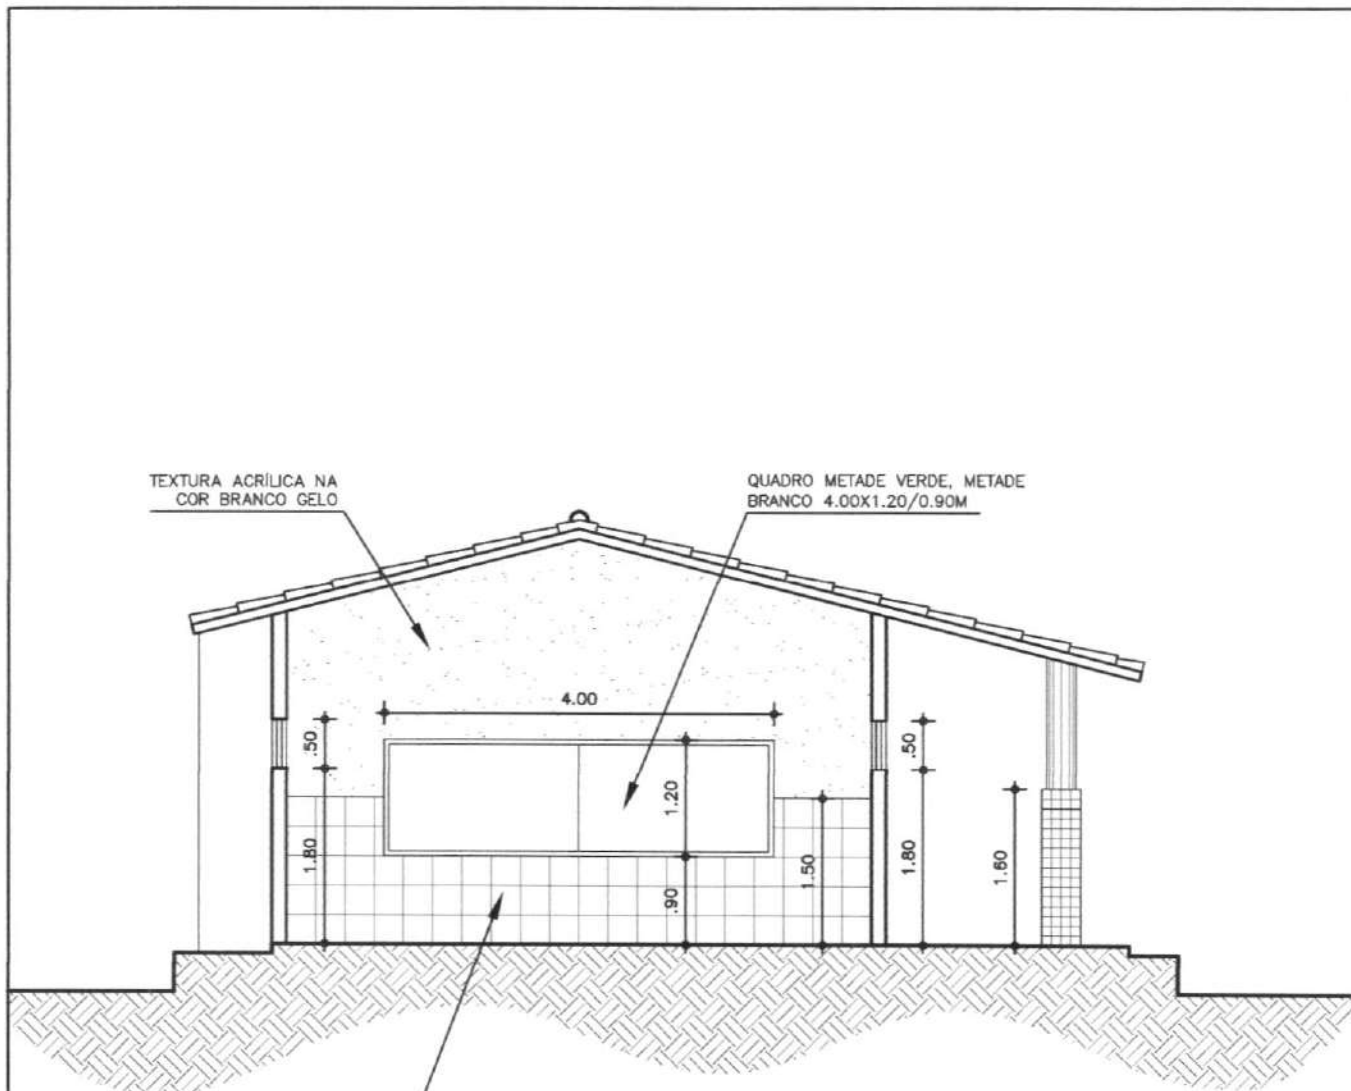 TEXTURA ACRÍLICA NA
COR BRANCO GELO
QUADRO METADE VERDE, METADE
BRANCO 4.00X1.20/0.90M
4.00
.50
.50
1.20
1.80
1.50
1.80
1.60
.90